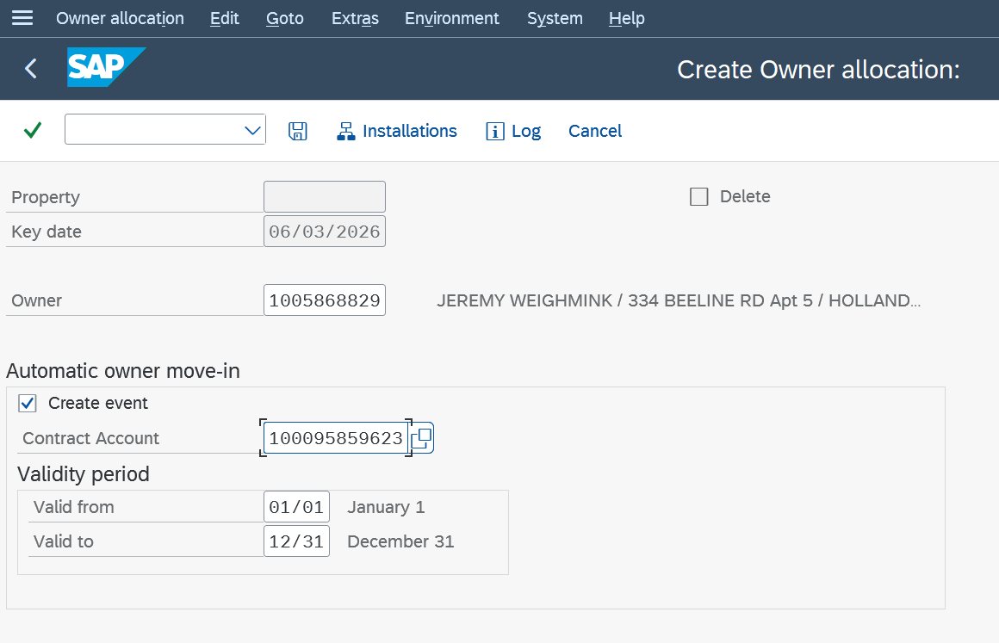 Owner allocation Edit Goto Extras Environment System Help
SAP Create Owner allocation:
Installations Log Cancel
Property Delete
Key date 06/03/2026
Owner 1005868829 JEREMY WEIGHMINK / 334 BEELINE RD Apt 5 / HOLLAND...
Automatic owner move-in
Create event
Contract Account 100095859623
Validity period
Valid from 01/01 January 1
Valid to 12/31 December 31